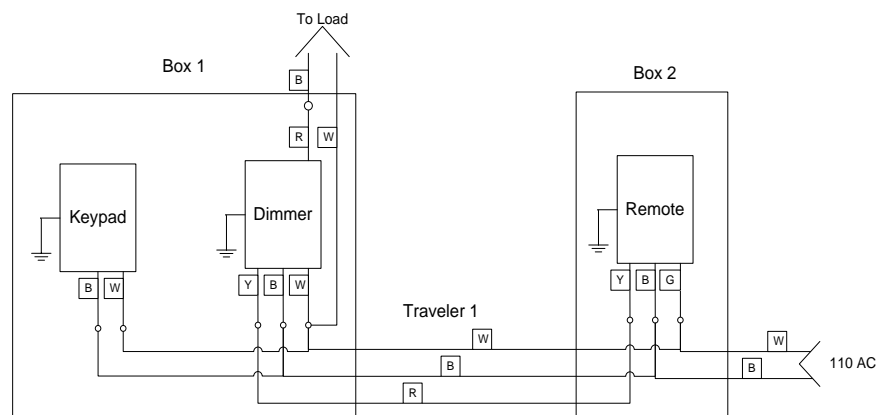 To Load
Box 1
Box 2
B
R
W
Keypad
Dimmer
Remote
B
W
Y
B
W
Y
B
G
Traveler 1
W
W
B
B
110 AC
R